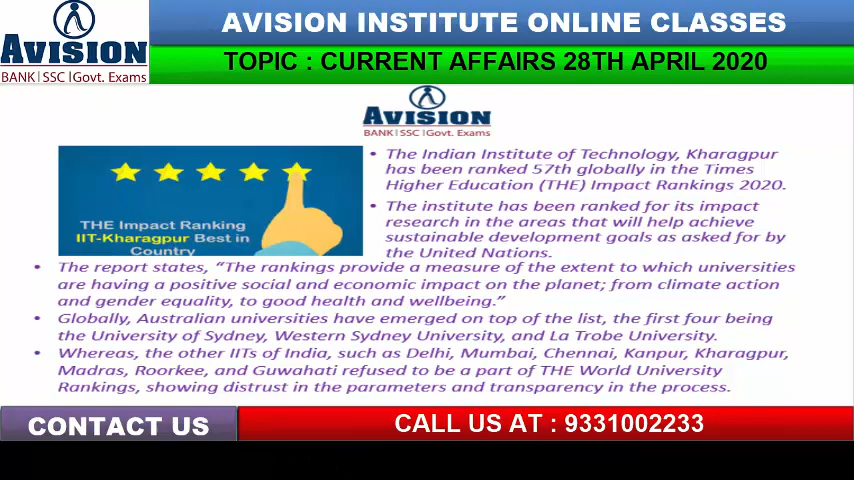 AVISION
BANK|SSC|Govt. Exams
AVISION INSTITUTE ONLINE CLASSES
TOPIC : CURRENT AFFAIRS 28TH APRIL 2020
AVISION
BANK|SSC|Govt. Exams
THE Impact Ranking
IIT-Kharagpur Best in
Country
• The Indian Institute of Technology, Kharagpur
has been ranked 57th globally in the Times
Higher Education (THE) Impact Rankings 2020.
• The institute has been ranked for its impact
research in the areas that will help achieve
sustainable development goals as asked for by
the United Nations.
• The report states, “The rankings provide a measure of the extent to which universities
are having a positive social and economic impact on the planet; from climate action
and gender equality, to good health and wellbeing.”
• Globally, Australian universities have emerged on top of the list, the first four being
the University of Sydney, Western Sydney University, and La Trobe University.
• Whereas, the other IITs of India, such as Delhi, Mumbai, Chennai, Kanpur, Kharagpur,
Madras, Roorkee, and Guwahati refused to be a part of THE World University
Rankings, showing distrust in the parameters and transparency in the process.
CONTACT US
CALL US AT : 9331002233